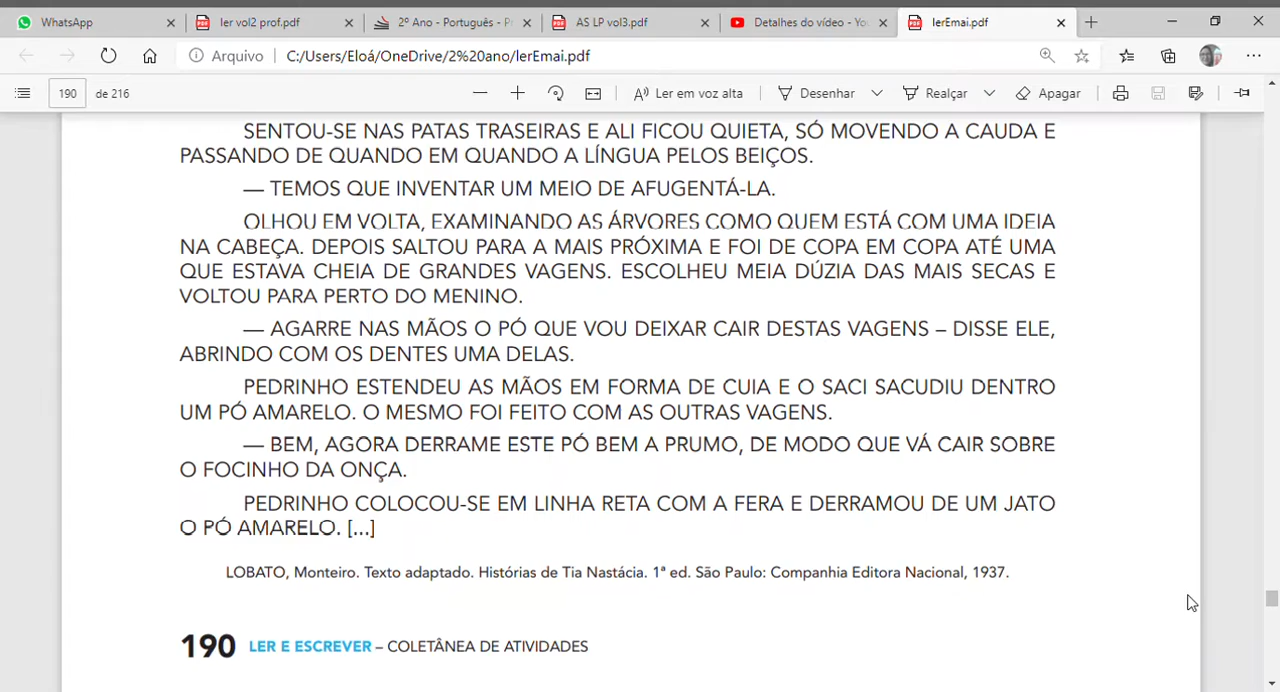 WhatsApp
ler vol2 prof.pdf
2º Ano - Português - Pr
AS LP vol3.pdf
Detalhes do vídeo - You
lerEmai.pdf
Arquivo
C:/Users/Eloá/OneDrive/2%20ano/lerEmai.pdf
190 de 216
Ler em voz alta
Desenhar
Realçar
Apagar
SENTOU-SE NAS PATAS TRASEIRAS E ALI FICOU QUIETA, SÓ MOVENDO A CAUDA E
PASSANDO DE QUANDO EM QUANDO A LÍNGUA PELOS BEIÇOS.
— TEMOS QUE INVENTAR UM MEIO DE AFUGENTÁ-LA.
OLHOU EM VOLTA, EXAMINANDO AS ÁRVORES COMO QUEM ESTÁ COM UMA IDEIA
NA CABEÇA. DEPOIS SALTOU PARA A MAIS PRÓXIMA E FOI DE COPA EM COPA ATÉ UMA
QUE ESTAVA CHEIA DE GRANDES VAGENS. ESCOLHEU MEIA DÚZIA DAS MAIS SECAS E
VOLTOU PARA PERTO DO MENINO.
— AGARRE NAS MÃOS O PÓ QUE VOU DEIXAR CAIR DESTAS VAGENS – DISSE ELE,
ABRINDO COM OS DENTES UMA DELAS.
PEDRINHO ESTENDEU AS MÃOS EM FORMA DE CUIA E O SACI SACUDIU DENTRO
UM PÓ AMARELO. O MESMO FOI FEITO COM AS OUTRAS VAGENS.
— BEM, AGORA DERRAME ESTE PÓ BEM A PRUMO, DE MODO QUE VÁ CAIR SOBRE
O FOCINHO DA ONÇA.
PEDRINHO COLOCOU-SE EM LINHA RETA COM A FERA E DERRAMOU DE UM JATO
O PÓ AMARELO. [...]
LOBATO, Monteiro. Texto adaptado. Histórias de Tia Nastácia. 1ª ed. São Paulo: Companhia Editora Nacional, 1937.
190 LER E ESCREVER – COLETÂNEA DE ATIVIDADES